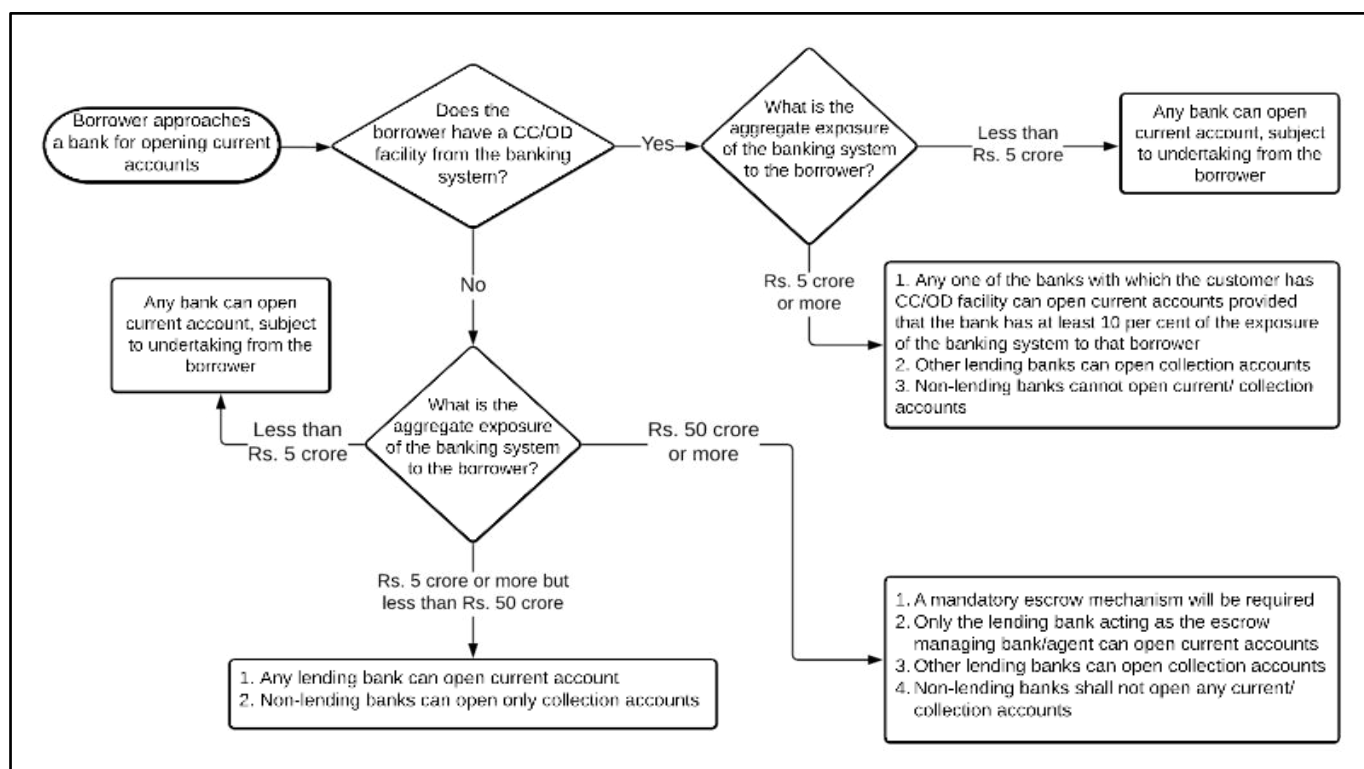 Borrower approaches
a bank for opening current
accounts
Does the
borrower have a CC/OD
facility from the banking
system?
Yes
What is the
aggregate exposure
of the banking system
to the borrower?
Less than
Rs. 5 crore
Any bank can open
current account, subject
to undertaking from the
borrower
Rs. 5 crore
or more
1. Any one of the banks with which the customer has
CC/OD facility can open current accounts provided
that the bank has at least 10 per cent of the exposure
of the banking system to that borrower
2. Other lending banks can open collection accounts
3. Non-lending banks cannot open current/ collection
accounts
No
Any bank can open
current account, subject
to undertaking from the
borrower
What is the
aggregate exposure
of the banking system
to the borrower?
Less than
Rs. 5 crore
Rs. 50 crore
or more
Rs. 5 crore or more but
less than Rs. 50 crore
1. Any lending bank can open current account
2. Non-lending banks can open only collection accounts
1. A mandatory escrow mechanism will be required
2. Only the lending bank acting as the escrow
managing bank/agent can open current accounts
3. Other lending banks can open collection accounts
4. Non-lending banks shall not open any current/
collection accounts